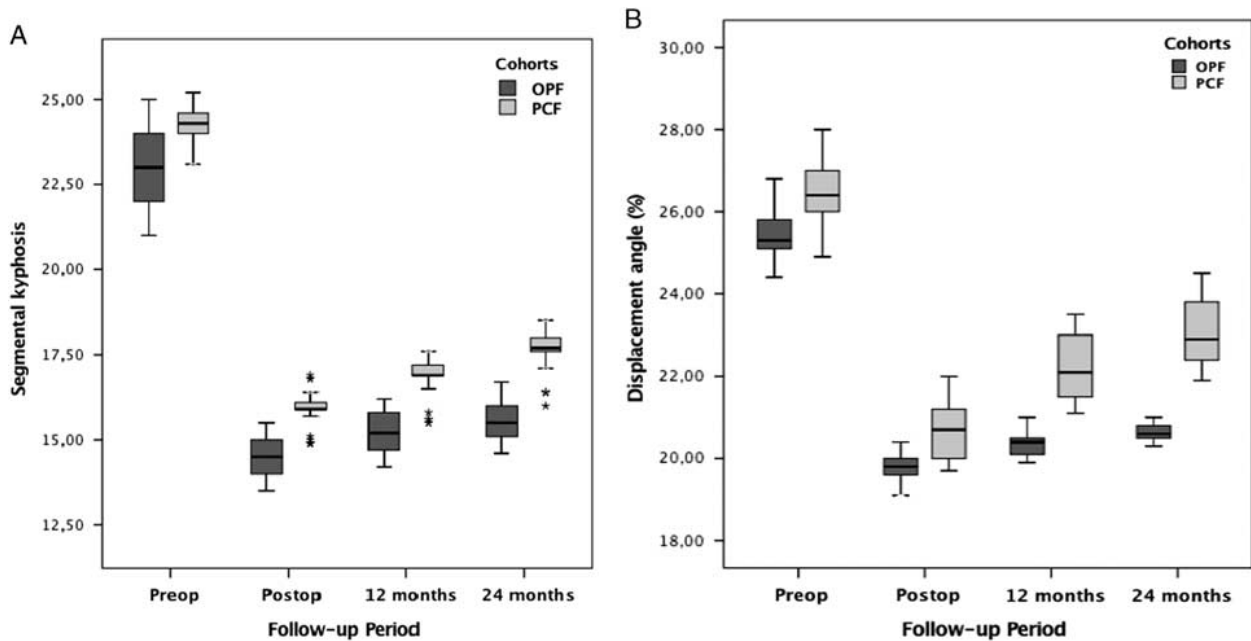 A
Cohorts
OPF
PCF
25,00
22,50
20,00
17,50
15,00
12,50
Segmental kyphosis
Preop Postop 12 months 24 months
Follow-up Period
B
Cohorts
OPF
PCF
30,00
28,00
26,00
24,00
22,00
20,00
18,00
Displacement angle (%)
Preop Postop 12 months 24 months
Follow-up Period